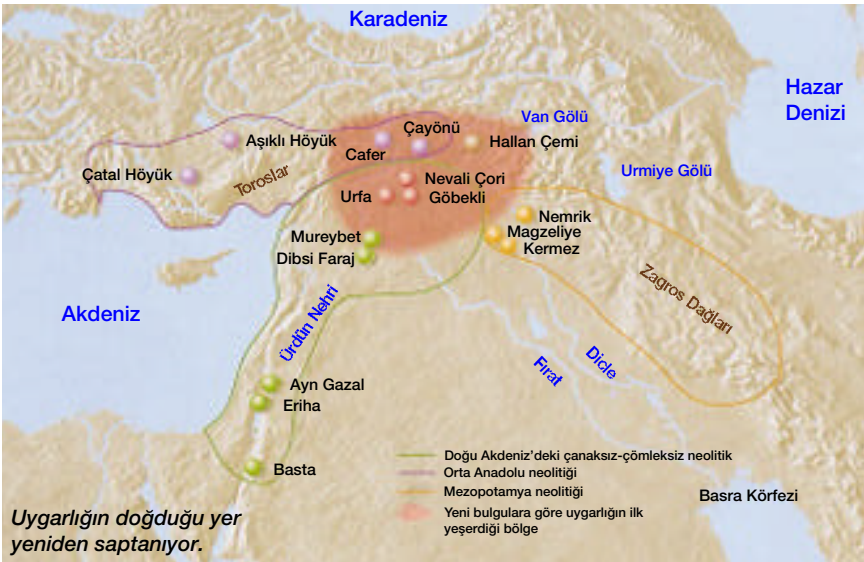 Karadeniz
Hazar
Denizi
Van Gölü
Çayönü
Aşıklı Höyük
Hallan Çemi
Cafer
Urmiye Gölü
Çatal Höyük
Toroslar
Nevali Çori
Urfa
Göbekli
Nemrik
Mureybet
Magzeliye
Kermez
Dibsi Faraj
Zagros Dağları
Akdeniz
Ürdün Nehri
Dicle
Fırat
Ayn Gazal
Eriha
Basta
Doğu Akdeniz'deki çanaksız-çömleksiz neolitik
Orta Anadolu neolitiği
Mezopotamya neolitiği
Yeni bulgulara göre uygarlığın ilk
yeşerdiği bölge
Basra Körfezi
Uygarlığın doğduğu yer
yeniden saptanıyor.